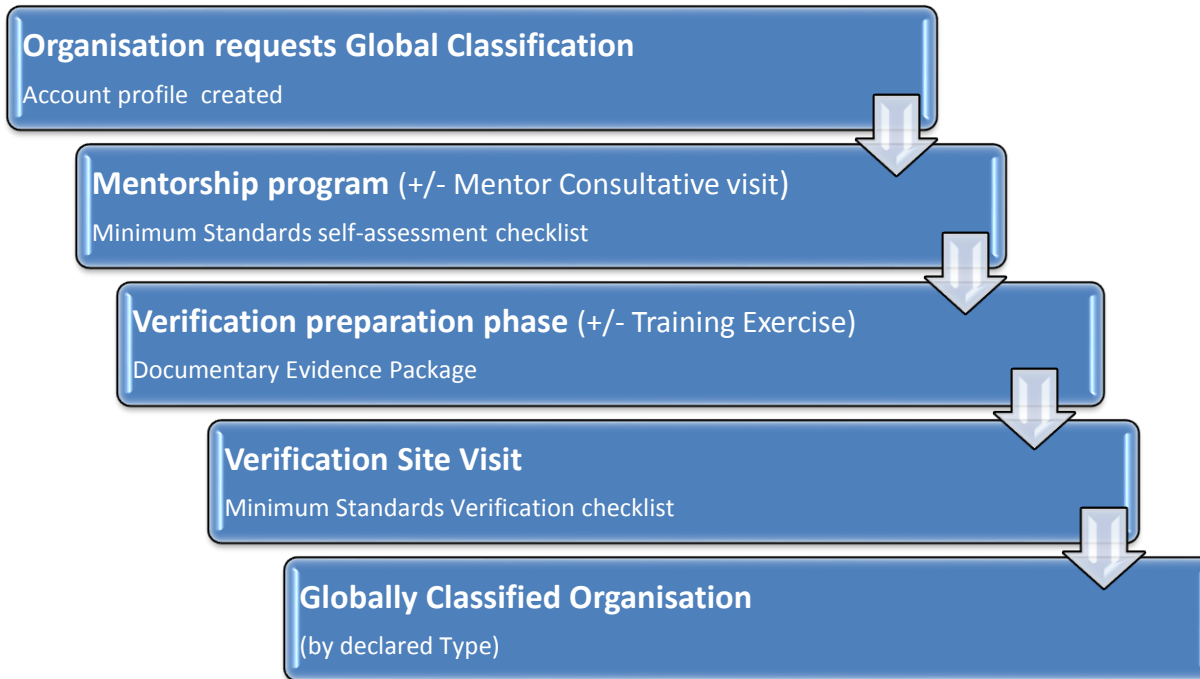 Organisation requests Global Classification
Account profile created
Mentorship program (+/- Mentor Consultative visit)
Minimum Standards self-assessment checklist
Verification preparation phase (+/- Training Exercise)
Documentary Evidence Package
Verification Site Visit
Minimum Standards Verification checklist
Globally Classified Organisation
(by declared Type)